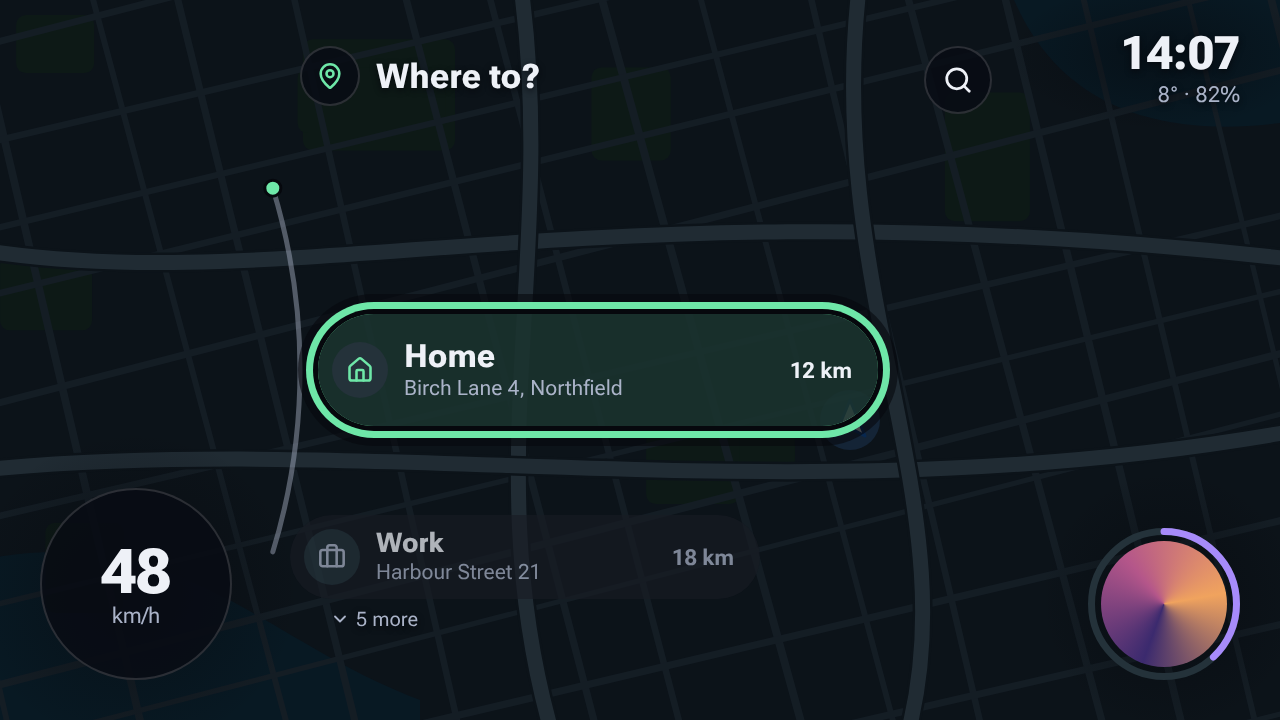 Where to?
14:07
8° · 82%
Home
Birch Lane 4, Northfield
12 km
Work
Harbour Street 21
18 km
5 more
48
km/h